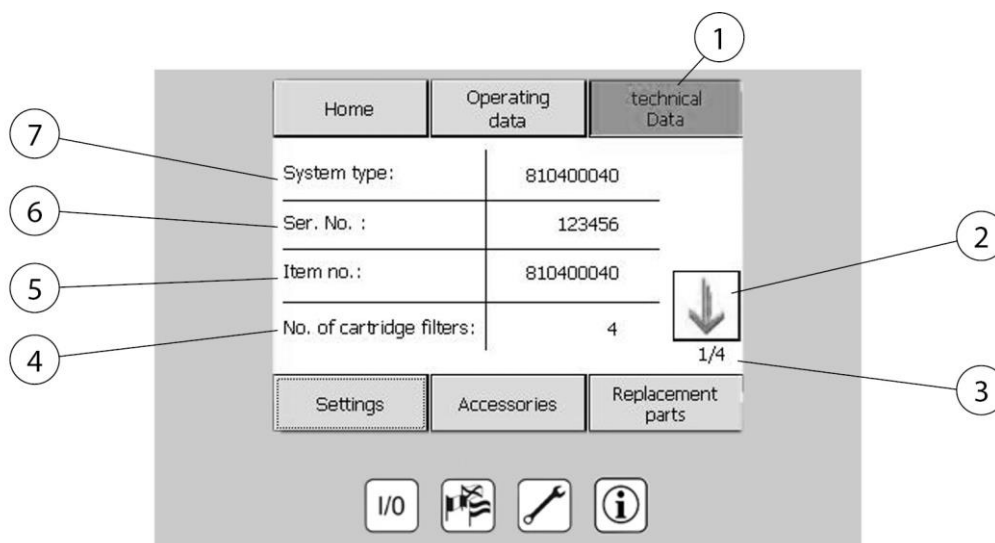 1
Home
Operating
data
technical
Data
7
System type:
810400040
6
Ser. No. :
123456
2
5
Item no.:
810400040
4
No. of cartridge filters:
4
1/4
3
Settings
Accessories
Replacement
parts
I/0
i